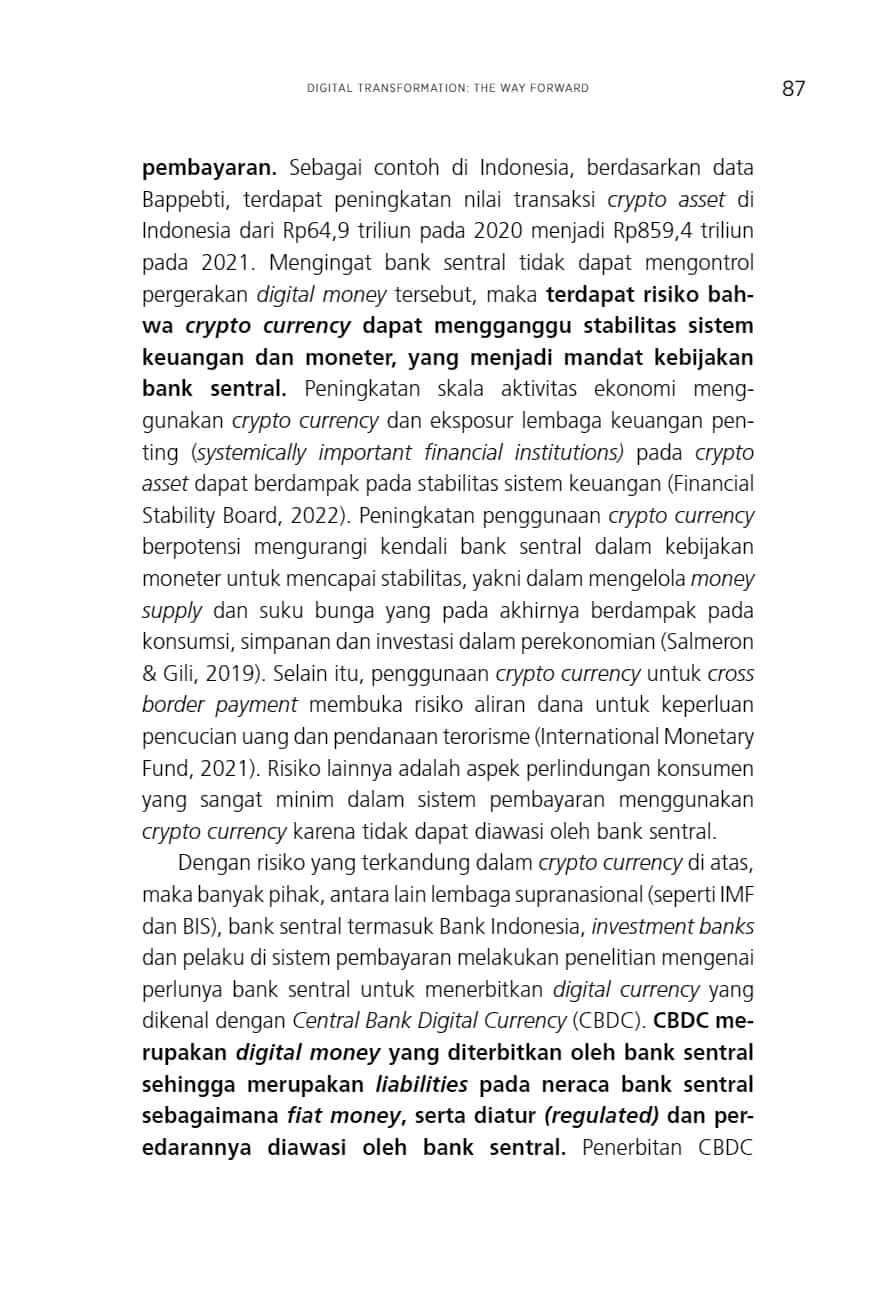 DIGITAL TRANSFORMATION: THE WAY FORWARD
87
pembayaran. Sebagai contoh di Indonesia, berdasarkan data
Bappebti, terdapat peningkatan nilai transaksi crypto asset di
Indonesia dari Rp64,9 triliun pada 2020 menjadi Rp859,4 triliun
pada 2021. Mengingat bank sentral tidak dapat mengontrol
pergerakan digital money tersebut, maka terdapat risiko bah-
wa crypto currency dapat mengganggu stabilitas sistem
keuangan dan moneter, yang menjadi mandat kebijakan
bank sentral. Peningkatan skala aktivitas ekonomi meng-
gunakan crypto currency dan eksposur lembaga keuangan pen-
ting (systemically important financial institutions) pada crypto
asset dapat berdampak pada stabilitas sistem keuangan (Financial
Stability Board, 2022). Peningkatan penggunaan crypto currency
berpotensi mengurangi kendali bank sentral dalam kebijakan
moneter untuk mencapai stabilitas, yakni dalam mengelola money
supply dan suku bunga yang pada akhirnya berdampak pada
konsumsi, simpanan dan investasi dalam perekonomian (Salmeron
& Gili, 2019). Selain itu, penggunaan crypto currency untuk cross
border payment membuka risiko aliran dana untuk keperluan
pencucian uang dan pendanaan terorisme (International Monetary
Fund, 2021). Risiko lainnya adalah aspek perlindungan konsumen
yang sangat minim dalam sistem pembayaran menggunakan
crypto currency karena tidak dapat diawasi oleh bank sentral.
Dengan risiko yang terkandung dalam crypto currency di atas,
maka banyak pihak, antara lain lembaga supranasional (seperti IMF
dan BIS), bank sentral termasuk Bank Indonesia, investment banks
dan pelaku di sistem pembayaran melakukan penelitian mengenai
perlunya bank sentral untuk menerbitkan digital currency yang
dikenal dengan Central Bank Digital Currency (CBDC). CBDC me-
rupakan digital money yang diterbitkan oleh bank sentral
sehingga merupakan liabilities pada neraca bank sentral
sebagaimana fiat money, serta diatur (regulated) dan per-
edarannya diawasi oleh bank sentral. Penerbitan CBDC